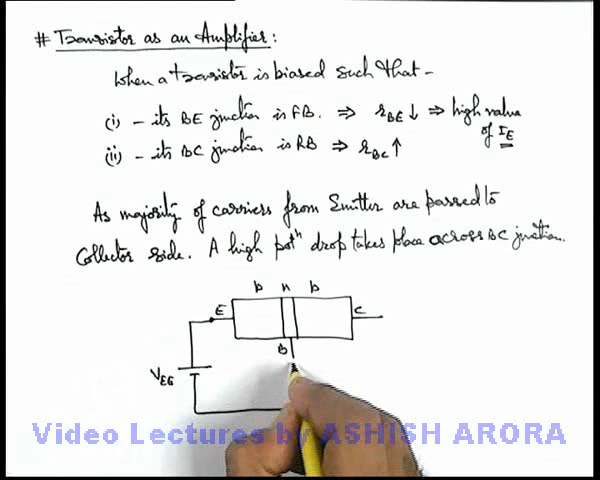 # Transistor as an Amplifier:
When a transistor is biased such that -
(i) - its BE junction is FB. ⇒ r_BE ↓ ⇒ high value of I_E
(ii) - its BC junction is RB ⇒ r_BC ↑
As majority of carriers from Emitter are passed to
Collector side. A high potⁿ drop takes place across BC junction.
p n p
E C
B
V_EG
Video Lectures by ASHISH ARORA